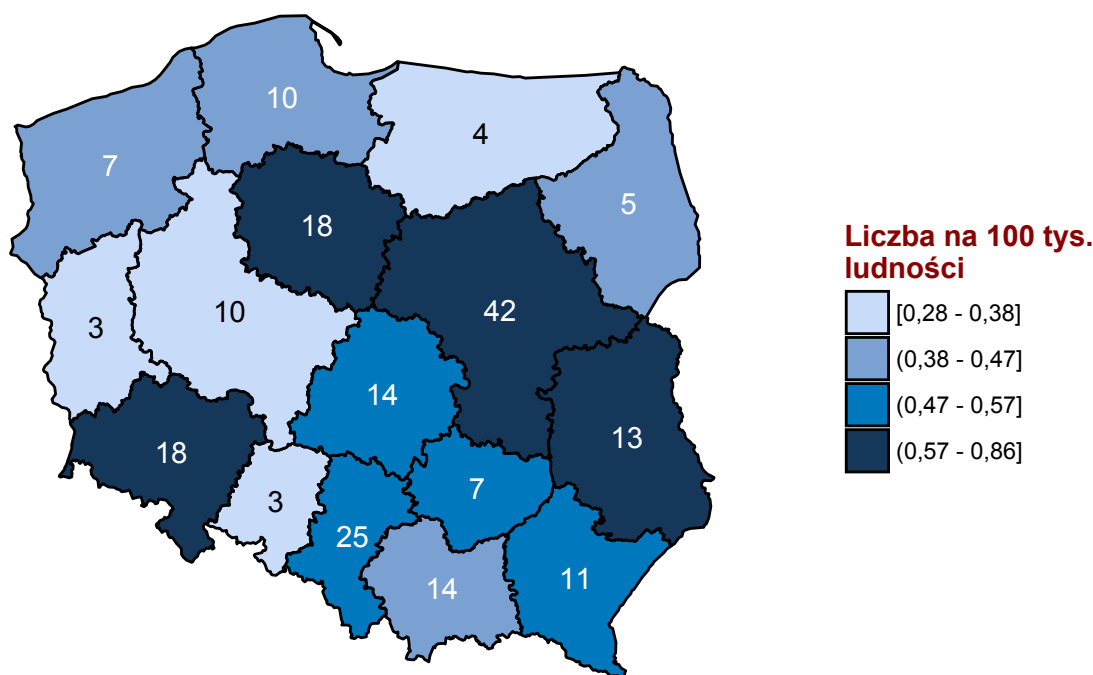 10
4
7
5
18
42
3
10
14
18
13
3
7
25
14
11
Liczba na 100 tys.
ludności
[0,28 - 0,38]
(0,38 - 0,47]
(0,47 - 0,57]
(0,57 - 0,86]